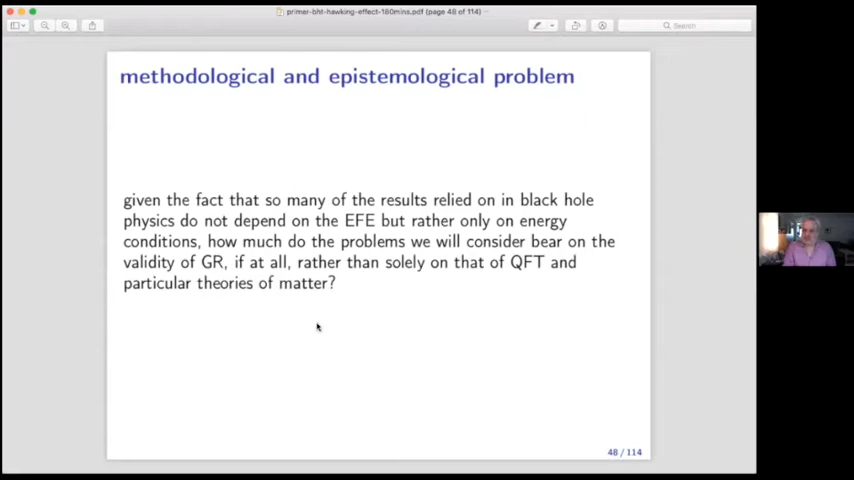 primer-bht-hawking-effect-180mins.pdf (page 48 of 114)
Search
methodological and epistemological problem
given the fact that so many of the results relied on in black hole
physics do not depend on the EFE but rather only on energy
conditions, how much do the problems we will consider bear on the
validity of GR, if at all, rather than solely on that of QFT and
particular theories of matter?
48 / 114